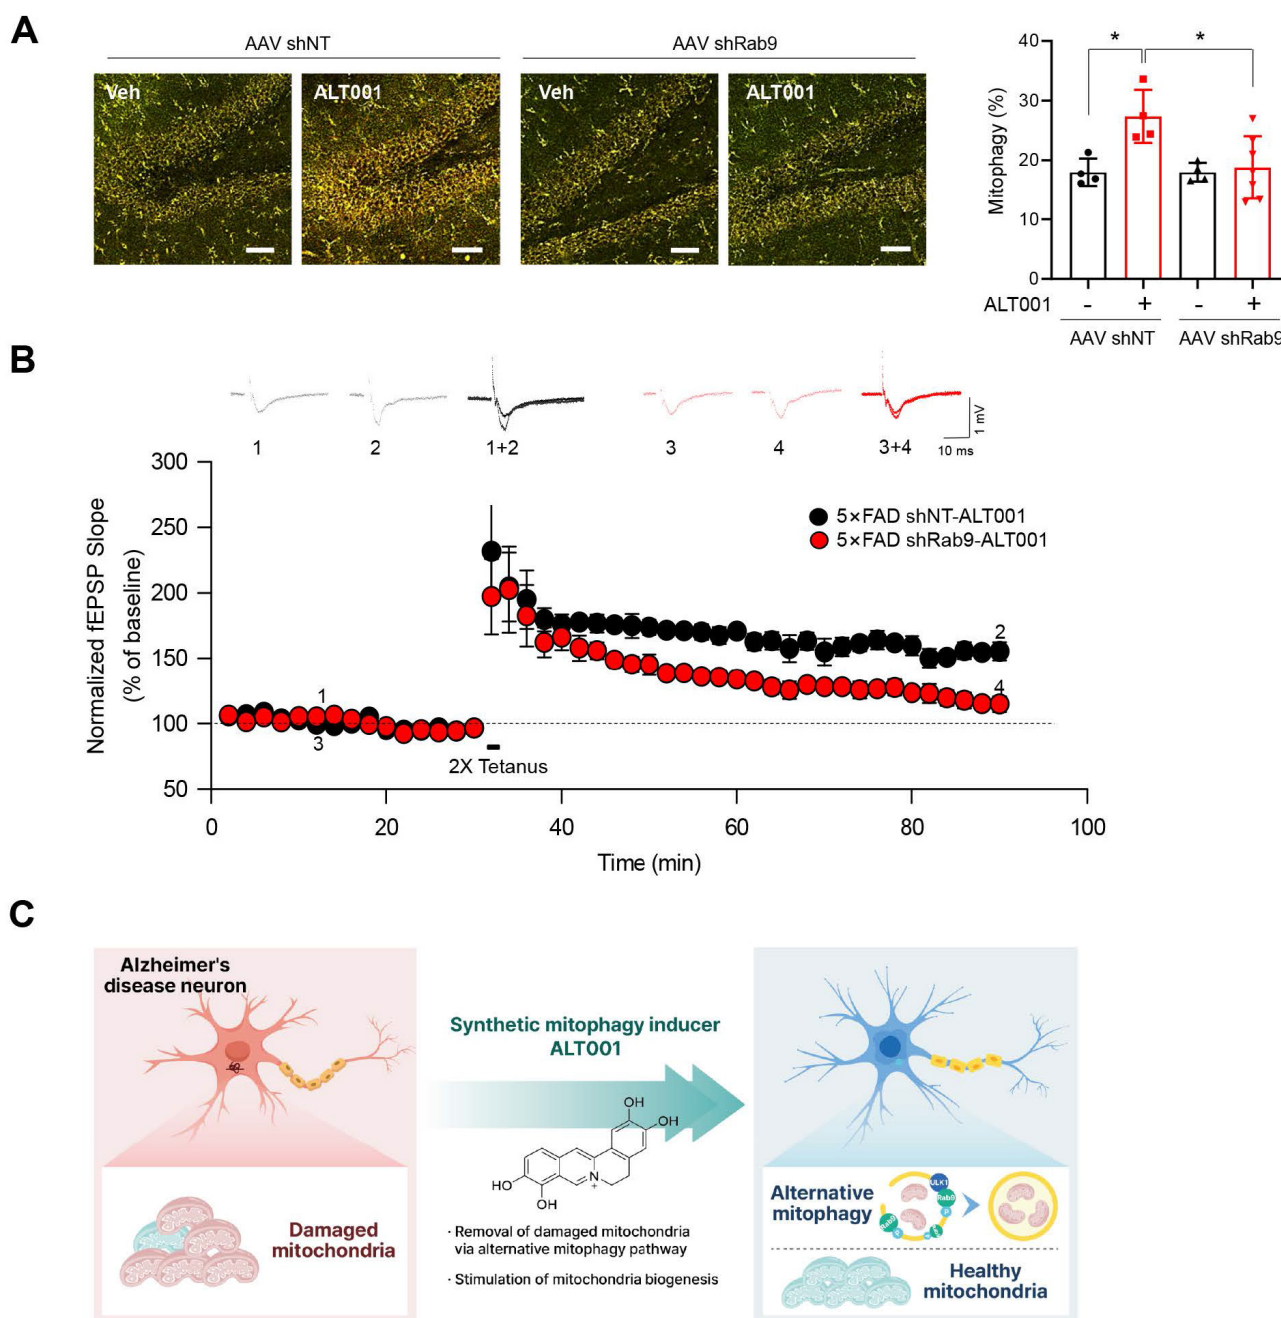 A
AAV shNT
AAV shRab9
Veh
ALT001
Veh
ALT001
Mitophagy (%)
40
30
20
10
0
ALT001
- + - +
AAV shNT
AAV shRab9
B
1
2
1+2
3
4
3+4
1 mV
10 ms
Normalized fEPSP Slope
(% of baseline)
300
250
200
150
100
50
5×FAD shNT-ALT001
5×FAD shRab9-ALT001
1
3
2
4
2X Tetanus
0 20 40 60 80 100
Time (min)
*
*
C
Alzheimer's
disease neuron
Damaged
mitochondria
Synthetic mitophagy inducer
ALT001
OH
OH
HO
OH
N
+
· Removal of damaged mitochondria
via alternative mitophagy pathway
· Stimulation of mitochondria biogenesis
Alternative
mitophagy
ULK1
Rab9
Rab9
Healthy
mitochondria